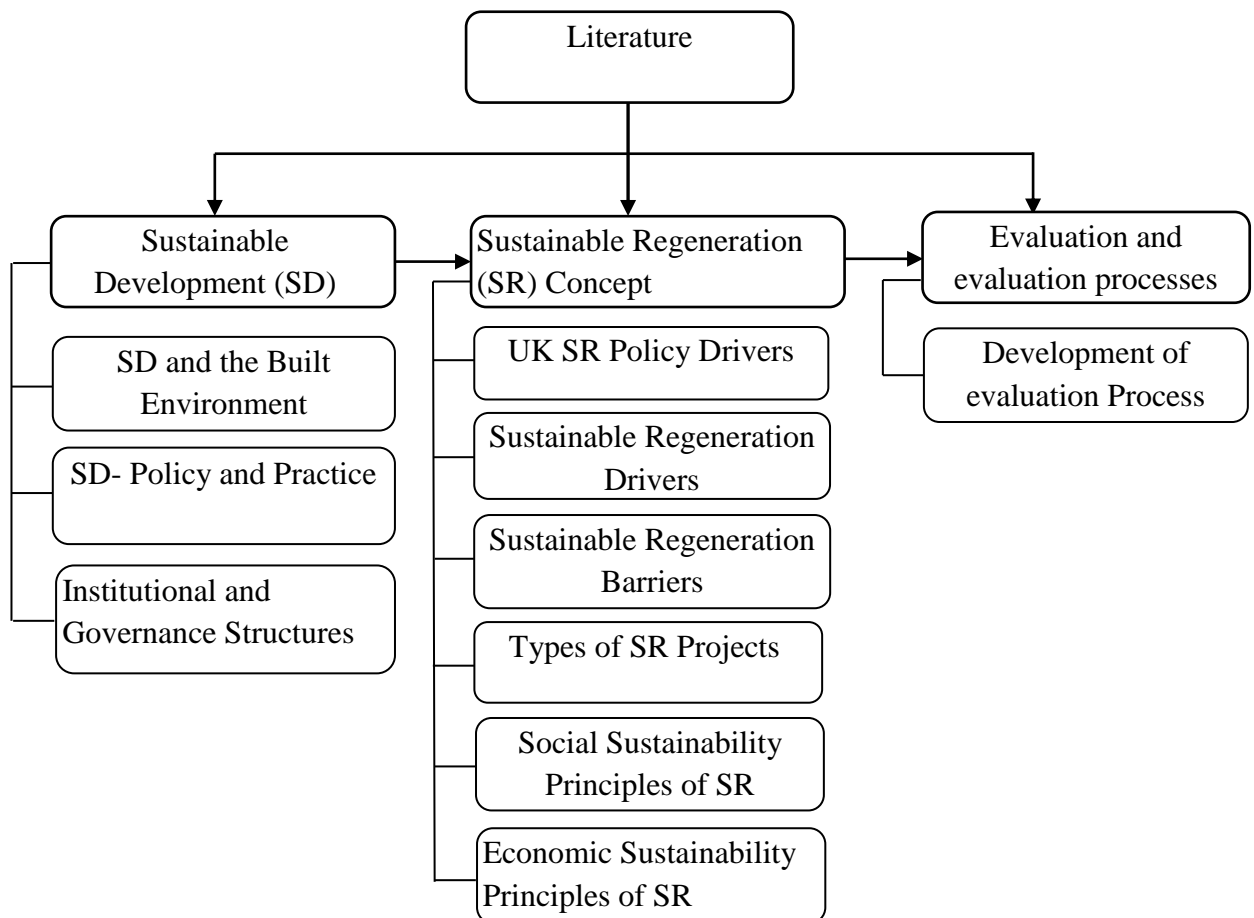 Literature
Sustainable
Development (SD)
SD and the Built
Environment
SD- Policy and Practice
Institutional and
Governance Structures
Sustainable Regeneration
(SR) Concept
UK SR Policy Drivers
Sustainable Regeneration
Drivers
Sustainable Regeneration
Barriers
Types of SR Projects
Social Sustainability
Principles of SR
Economic Sustainability
Principles of SR
Evaluation and
evaluation processes
Development of
evaluation Process